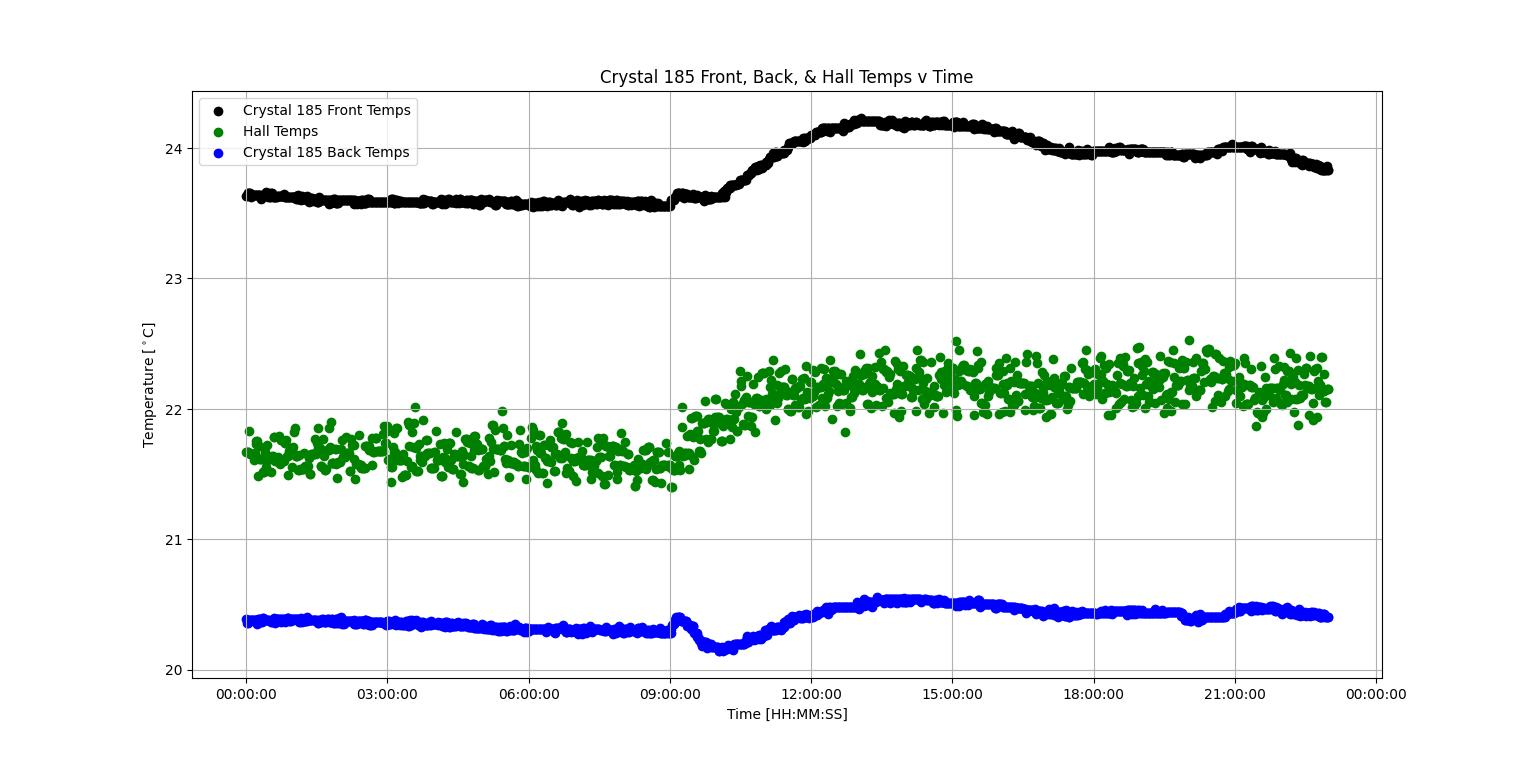 Crystal 185 Front, Back, & Hall Temps v Time
Crystal 185 Front Temps
Hall Temps
Crystal 185 Back Temps
24
23
22
21
20
Temperature [°C]
00:00:00 03:00:00 06:00:00 09:00:00 12:00:00 15:00:00 18:00:00 21:00:00 00:00:00
Time [HH:MM:SS]